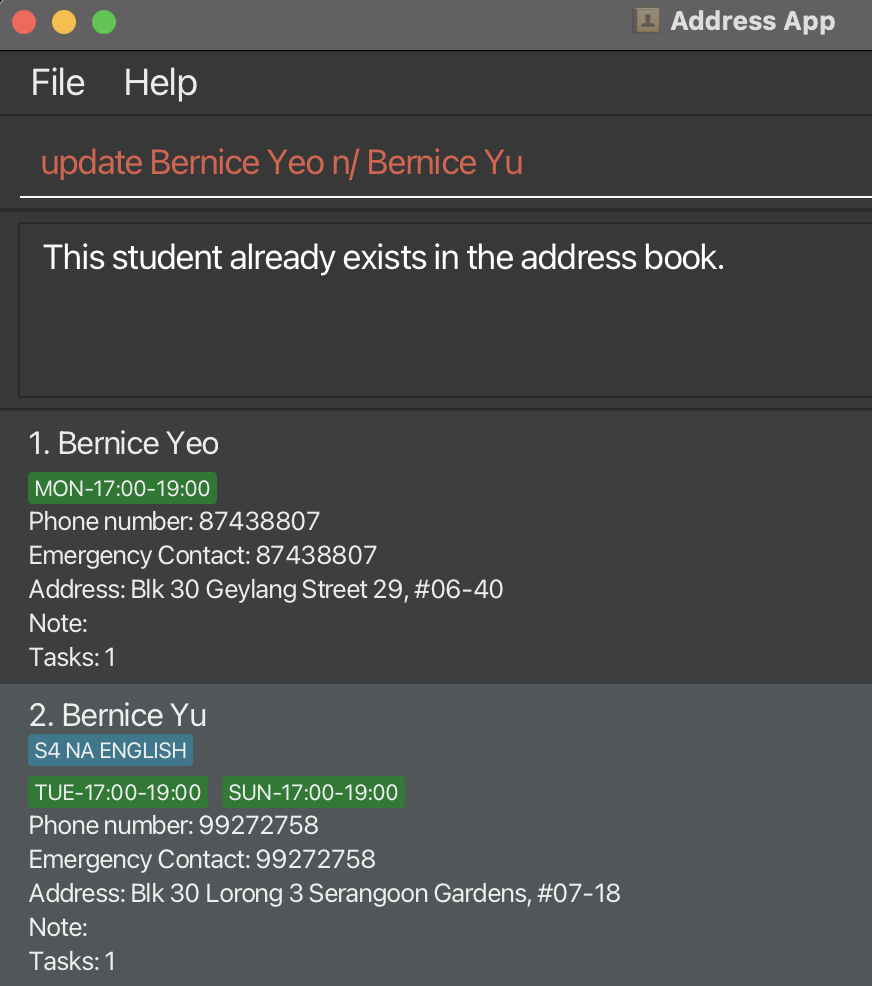 Address App
File Help
update Bernice Yeo n/ Bernice Yu
This student already exists in the address book.
1. Bernice Yeo
MON-17:00-19:00
Phone number: 87438807
Emergency Contact: 87438807
Address: Blk 30 Geylang Street 29, #06-40
Note:
Tasks: 1
2. Bernice Yu
S4 NA ENGLISH
TUE-17:00-19:00 SUN-17:00-19:00
Phone number: 99272758
Emergency Contact: 99272758
Address: Blk 30 Lorong 3 Serangoon Gardens, #07-18
Note:
Tasks: 1